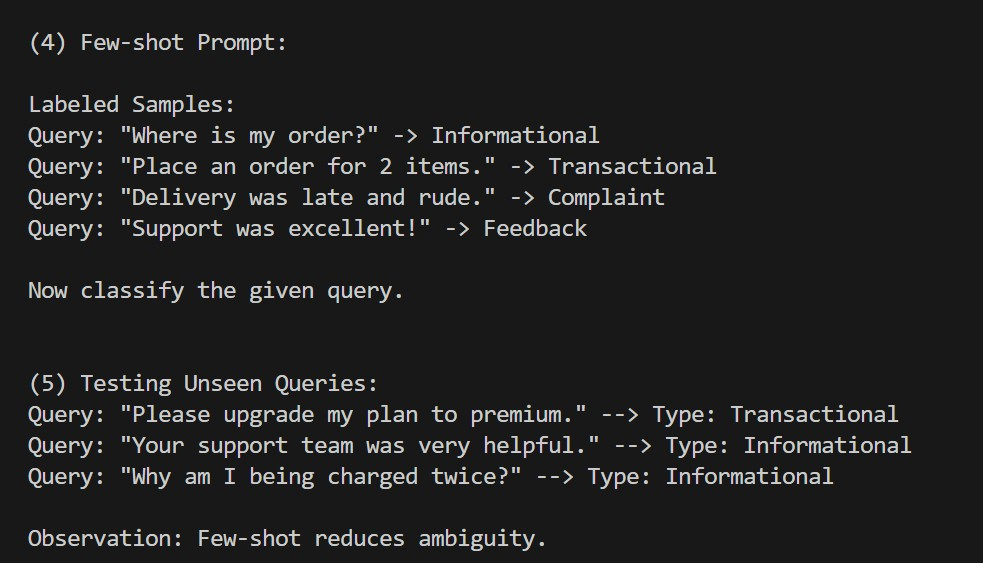 (4) Few-shot Prompt:
Labeled Samples:
Query: "Where is my order?" -> Informational
Query: "Place an order for 2 items." -> Transactional
Query: "Delivery was late and rude." -> Complaint
Query: "Support was excellent!" -> Feedback
Now classify the given query.
(5) Testing Unseen Queries:
Query: "Please upgrade my plan to premium." --> Type: Transactional
Query: "Your support team was very helpful." --> Type: Informational
Query: "Why am I being charged twice?" --> Type: Informational
Observation: Few-shot reduces ambiguity.